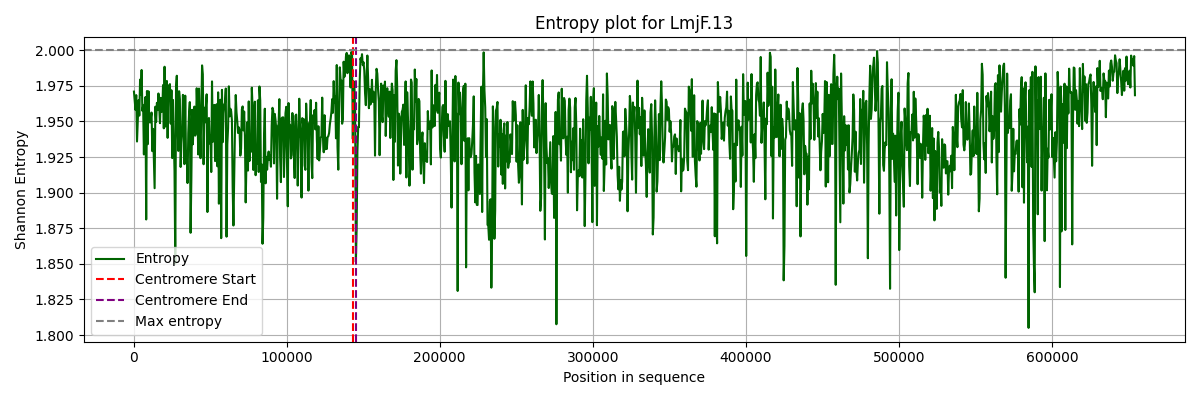 Entropy plot for LmjF.13
2.000
1.975
1.950
1.925
1.900
1.875
1.850
1.825
1.800
Shannon Entropy
Entropy
Centromere Start
Centromere End
Max entropy
0 100000 200000 300000 400000 500000 600000
Position in sequence